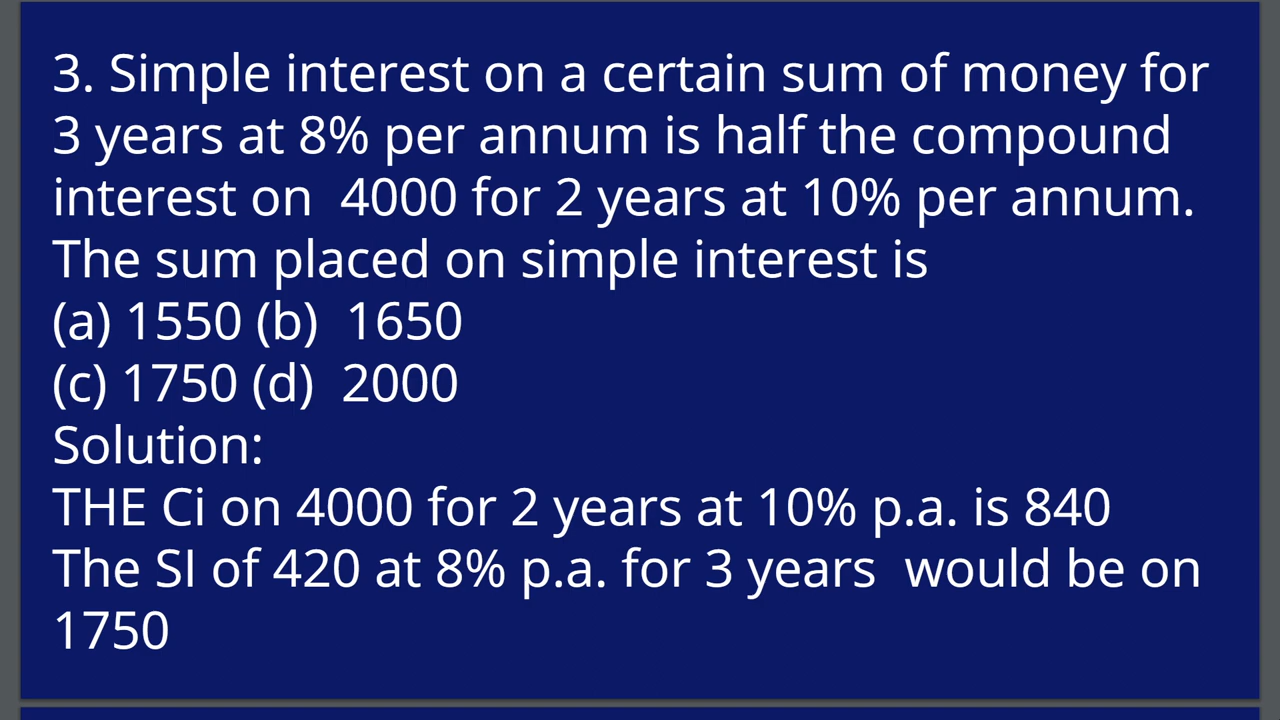 3. Simple interest on a certain sum of money for
3 years at 8% per annum is half the compound
interest on  4000 for 2 years at 10% per annum.
The sum placed on simple interest is
(a) 1550 (b)  1650
(c) 1750 (d)  2000
Solution:
THE Ci on 4000 for 2 years at 10% p.a. is 840
The SI of 420 at 8% p.a. for 3 years  would be on
1750